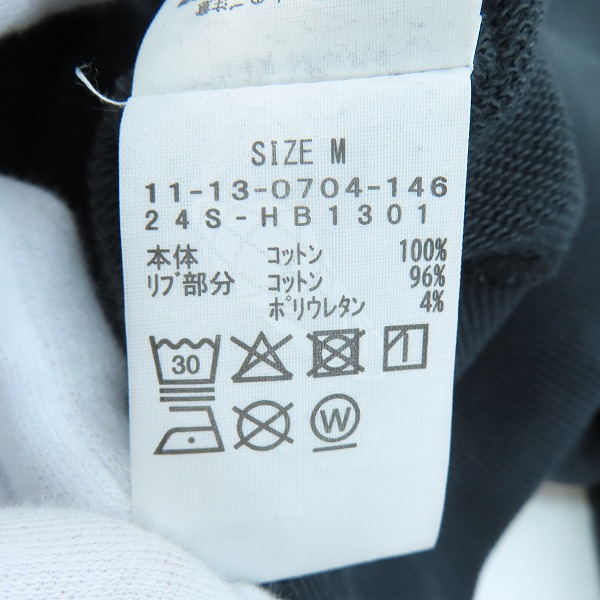 SIZE M
11-13-0704-146
24S-HB1301
本体 コットン 100%
リブ部分 コットン 96%
ポリウレタン 4%
30
W